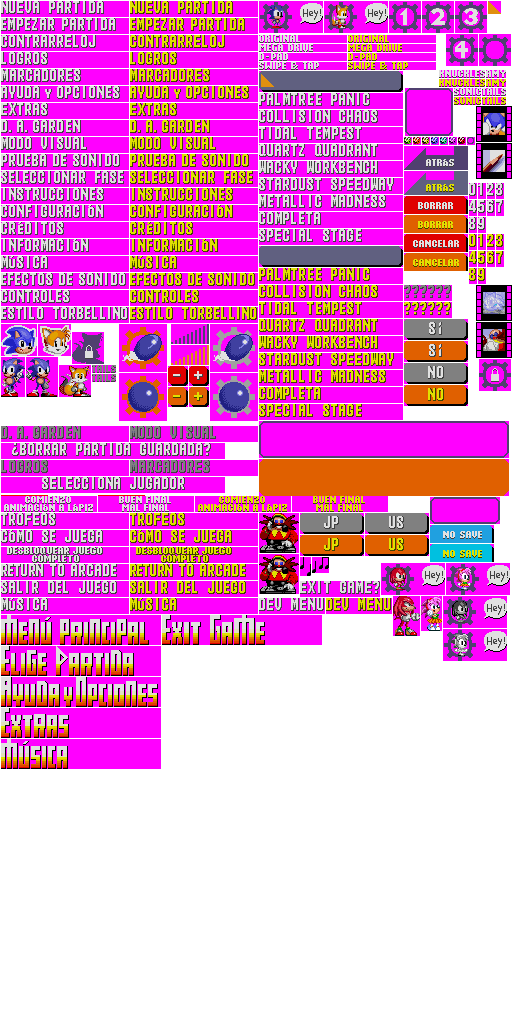 NUEVA PARTIDA NUEVA PARTIDA
EMPEZAR PARTIDA EMPEZAR PARTIDA
CONTRARRELOJ CONTRARRELOJ
LOGROS LOGROS
MARCADORES MARCADORES
AYUDA y OPCIONES AYUDA y OPCIONES
EXTRAS EXTRAS
D. A. GARDEN D. A. GARDEN
MODO VISUAL MODO VISUAL
PRUEBA DE SONIDO PRUEBA DE SONIDO
SELECCIONAR FASE SELECCIONAR FASE
INSTRUCCIONES INSTRUCCIONES
CONFIGURACIÓN CONFIGURACIÓN
CRÉDITOS CRÉDITOS
INFORMACIÓN INFORMACIÓN
MÚSICA MÚSICA
EFECTOS DE SONIDO EFECTOS DE SONIDO
CONTROLES CONTROLES
ESTILO TORBELLINO ESTILO TORBELLINO
Hey! Hey! 1 2 3
4
ORIGINAL ORIGINAL
MEGA DRIVE MEGA DRIVE
D-PAD D-PAD
SWIPE & TAP SWIPE & TAP
KNUCKLES AMY
KNUCKLES AMY
SONIC TAILS
SONIC TAILS
PALMTREE PANIC
COLLISION CHAOS
TIDAL TEMPEST
QUARTZ QUADRANT
WACKY WORKBENCH
STARDUST SPEEDWAY
METALLIC MADNESS
COMPLETA
SPECIAL STAGE
PALMTREE PANIC
COLLISION CHAOS
TIDAL TEMPEST
QUARTZ QUADRANT
WACKY WORKBENCH
STARDUST SPEEDWAY
METALLIC MADNESS
COMPLETA
SPECIAL STAGE
ATRÁS
ATRÁS
BORRAR
BORRAR
CANCELAR
CANCELAR
0123
4567
89
0123
4567
89
??????
??????
SÍ
SÍ
NO
NO
TAILS
TAILS
D. A. GARDEN MODO VISUAL
¿BORRAR PARTIDA GUARDADA?
LOGROS MARCADORES
SELECCIONA JUGADOR
COMIENZO BUEN FINAL COMIENZO BUEN FINAL
ANIMACIÓN A LÁPIZ MAL FINAL ANIMACIÓN A LÁPIZ MAL FINAL
TROFEOS TROFEOS
CÓMO SE JUEGA CÓMO SE JUEGA
DESBLOQUEAR JUEGO DESBLOQUEAR JUEGO
COMPLETO COMPLETO
RETURN TO ARCADE RETURN TO ARCADE
SALIR DEL JUEGO SALIR DEL JUEGO
MÚSICA MÚSICA
JP US
JP US
NO SAVE
NO SAVE
EXIT GAME?
DEV MENU DEV MENU
Hey! Hey!
Hey!
Hey!
MENÚ PRINCIPAL EXIT GAME
ELIGE PARTIDA
AYUDA y OPCIONES
EXTRAS
MÚSICA